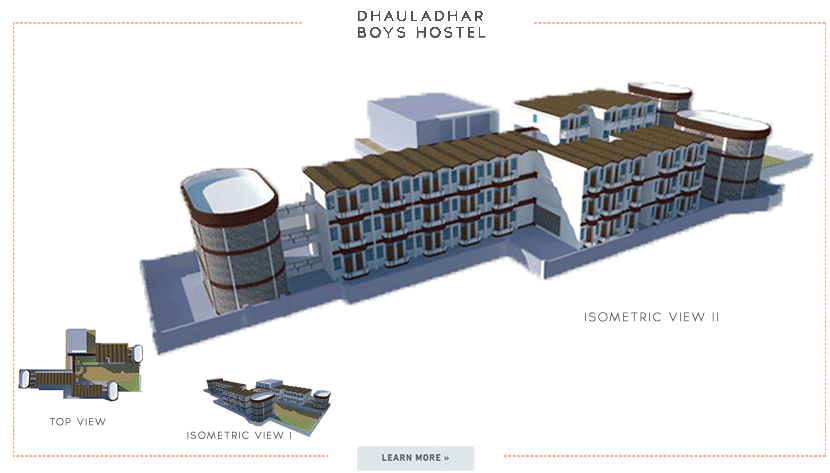 DHAULADHAR
BOYS HOSTEL
ISOMETRIC VIEW II
TOP VIEW
ISOMETRIC VIEW I
LEARN MORE »